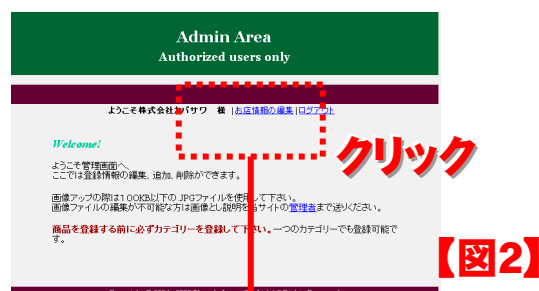 Admin Area
Authorized users only
ようこそ株式会社 バサワ 様 |お店情報の編集|ログアウト
クリック
Welcome!
ようこそ管理画面へ、
ここでは登録情報の編集、追加、削除ができます。
画像アップの際は100KB以下の.JPGファイルを使用して下さい。
画像ファイルの編集が不可能な方は画像とし説明を当サイトの管理者まで送りください。
商品を登録する前に必ずカテゴリーを登録して下さい。一つのカテゴリーでも登録可能で
す。
【図2】